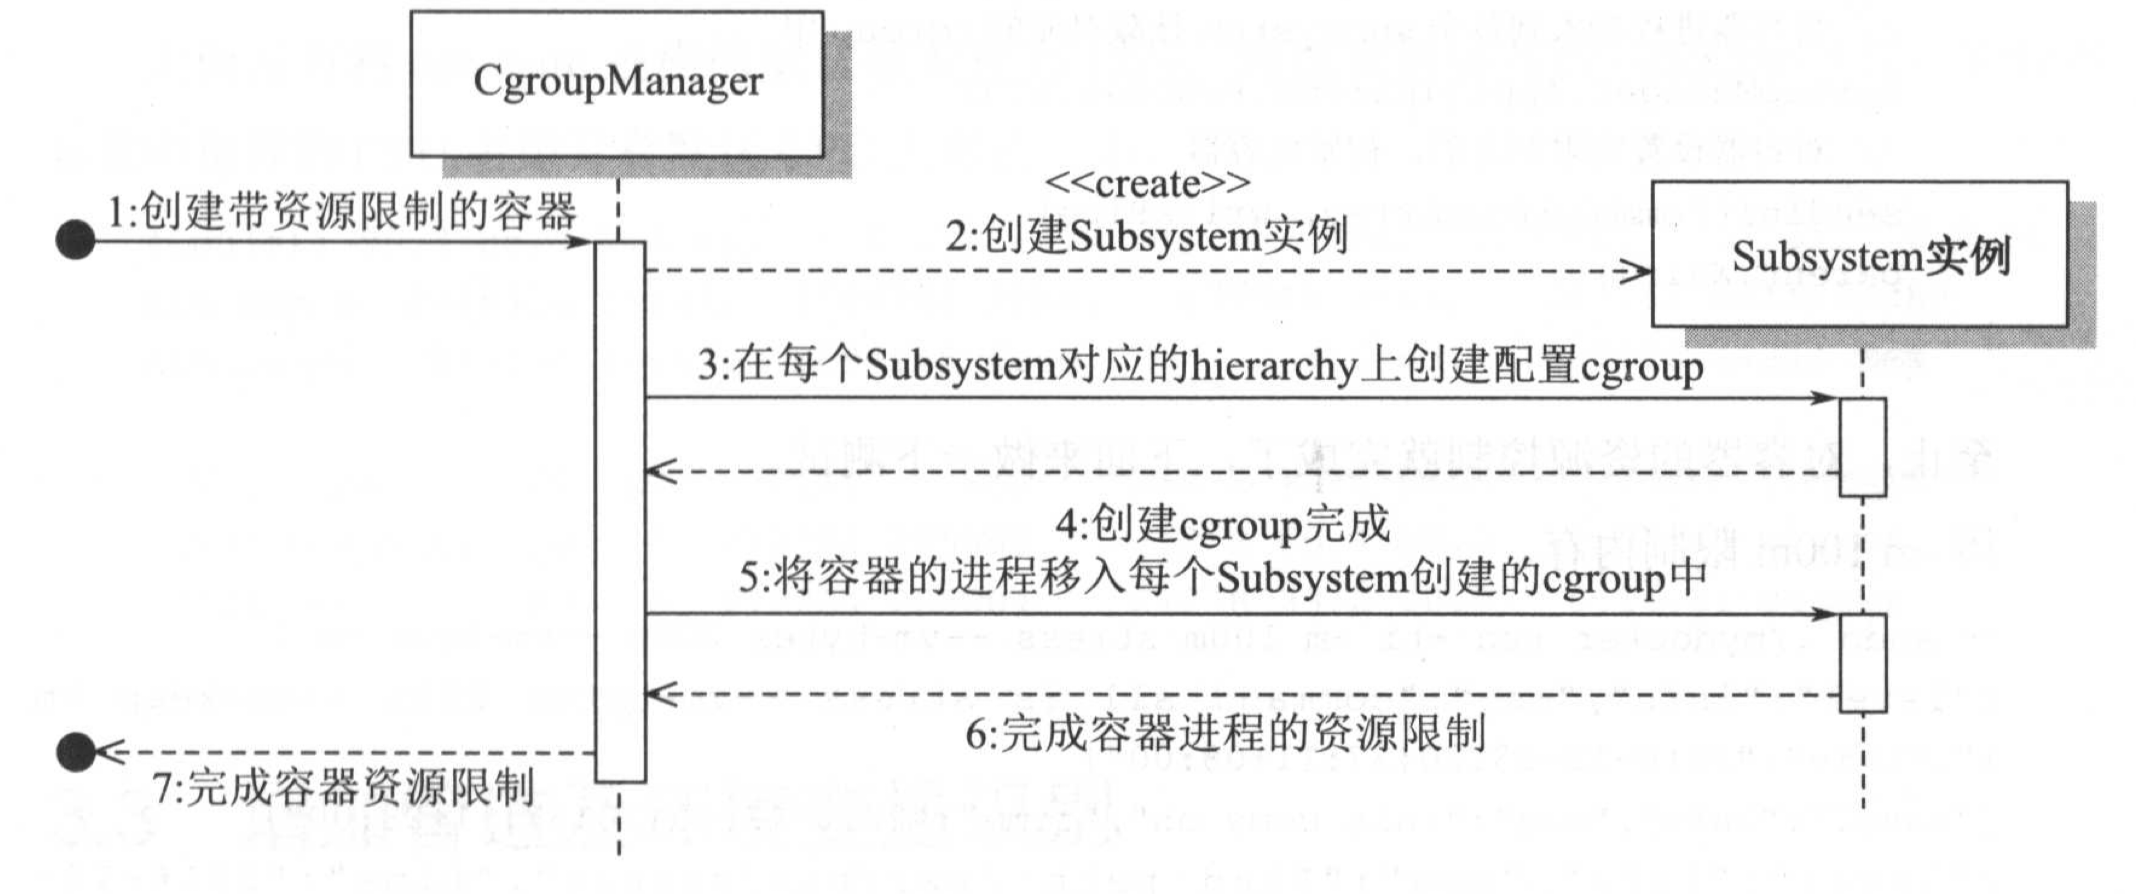 CgroupManager
1:创建带资源限制的容器
<<create>>
2:创建Subsystem实例
Subsystem实例
3:在每个Subsystem对应的hierarchy上创建配置cgroup
4:创建cgroup完成
5:将容器的进程移入每个Subsystem创建的cgroup中
6:完成容器进程的资源限制
7:完成容器资源限制